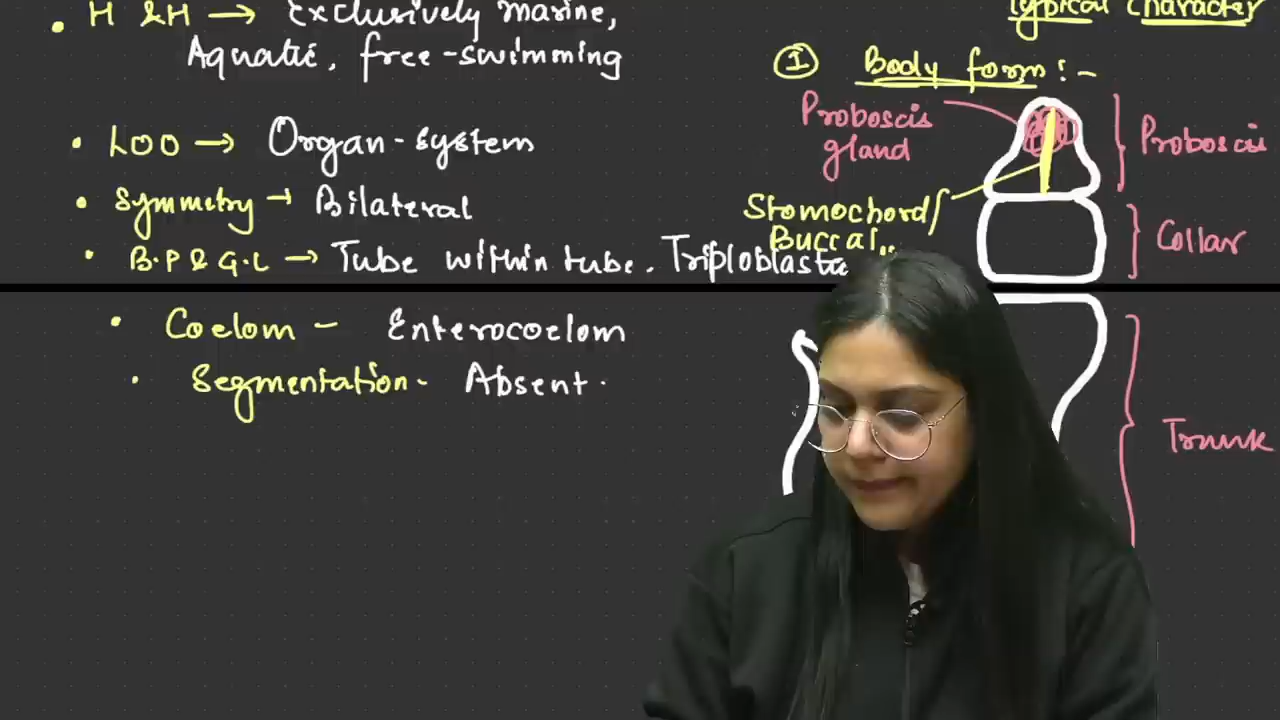 • H & H → Exclusively marine,
Aquatic, free-swimming
• LOO → Organ-system
• Symmetry → Bilateral
• B.P & G.L → Tube within tube. Triploblastic
• Coelom - Enterocoelom
• Segmentation - Absent.
Typical Character
① Body form :-
Proboscis
gland
Proboscis
Stomochord/
Buccal
Collar
Trunk